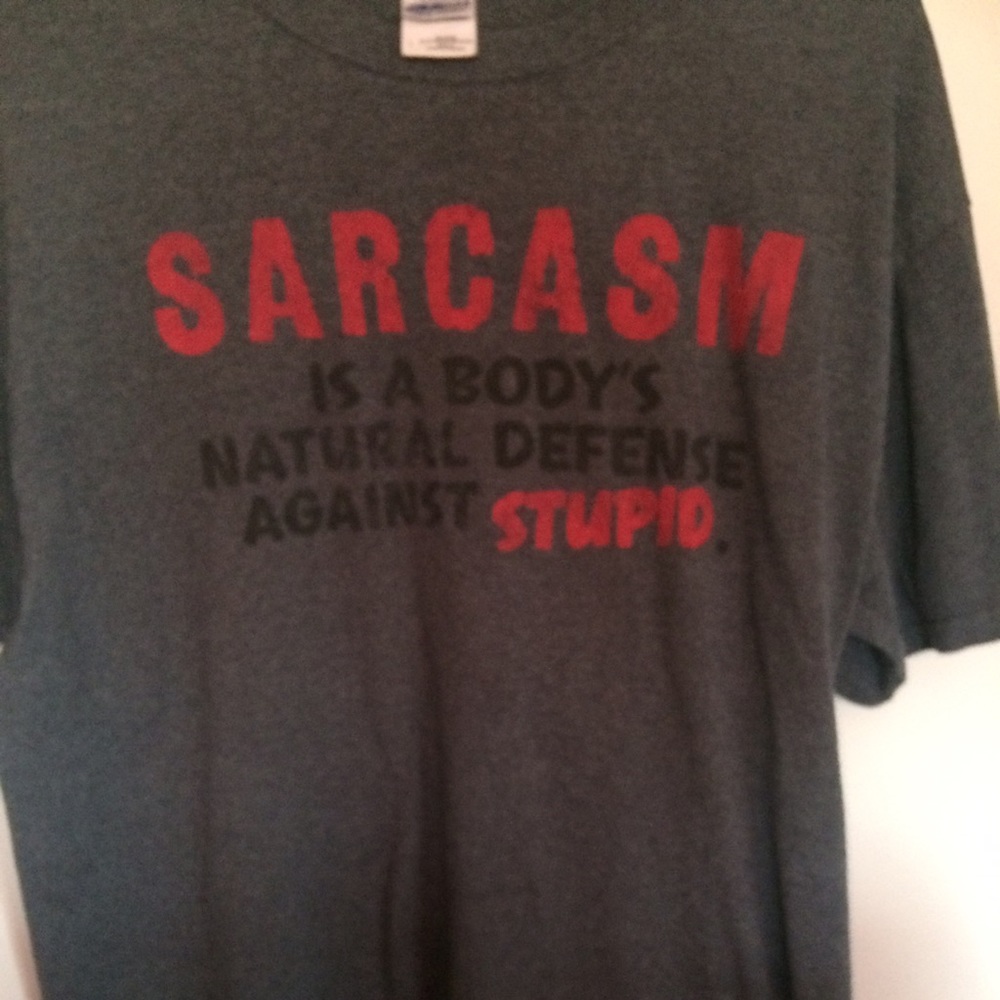 SARCASM
IS A BODY'S
NATURAL DEFENSE
AGAINST STUPID.